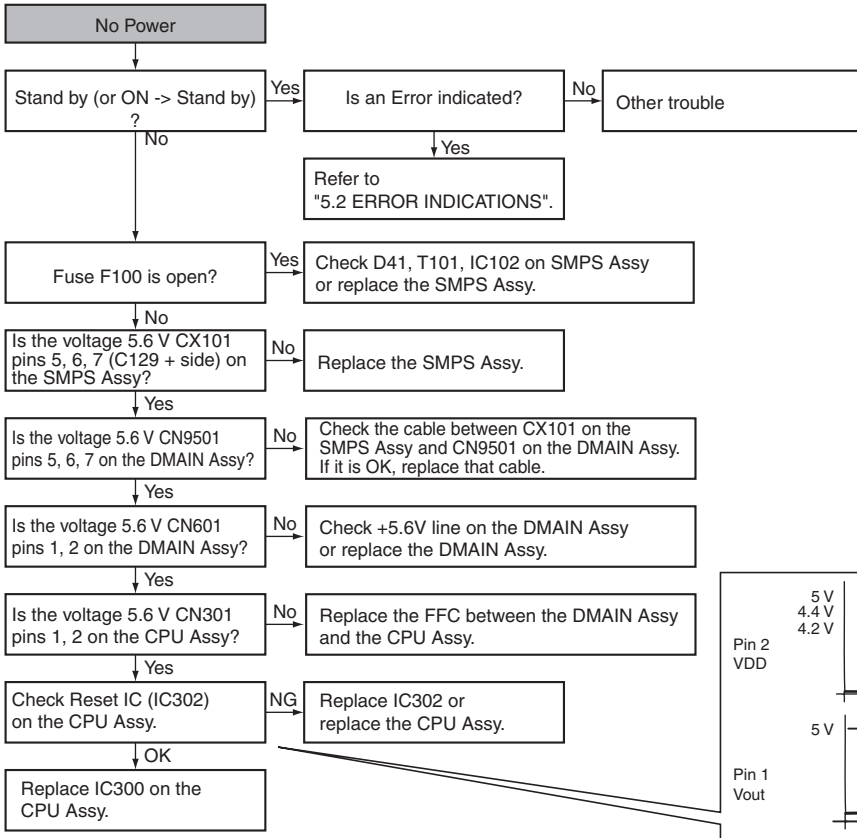 No Power
Stand by (or ON -> Stand by)
?
Yes
Is an Error indicated?
No
Other trouble
No
Yes
Refer to
"5.2 ERROR INDICATIONS".
Fuse F100 is open?
Yes
Check D41, T101, IC102 on SMPS Assy
or replace the SMPS Assy.
No
Is the voltage 5.6 V CX101
pins 5, 6, 7 (C129 + side) on
the SMPS Assy?
No
Replace the SMPS Assy.
Yes
Is the voltage 5.6 V CN9501
pins 5, 6, 7 on the DMAIN Assy?
No
Check the cable between CX101 on the
SMPS Assy and CN9501 on the DMAIN Assy.
If it is OK, replace that cable.
Yes
Is the voltage 5.6 V CN601
pins 1, 2 on the DMAIN Assy?
No
Check +5.6V line on the DMAIN Assy
or replace the DMAIN Assy.
Yes
Is the voltage 5.6 V CN301
pins 1, 2 on the CPU Assy?
No
Replace the FFC between the DMAIN Assy
and the CPU Assy.
Yes
Check Reset IC (IC302)
on the CPU Assy.
NG
Replace IC302 or
replace the CPU Assy.
OK
Replace IC300 on the
CPU Assy.
5 V
4.4 V
4.2 V
Pin 2
VDD
5 V
Pin 1
Vout